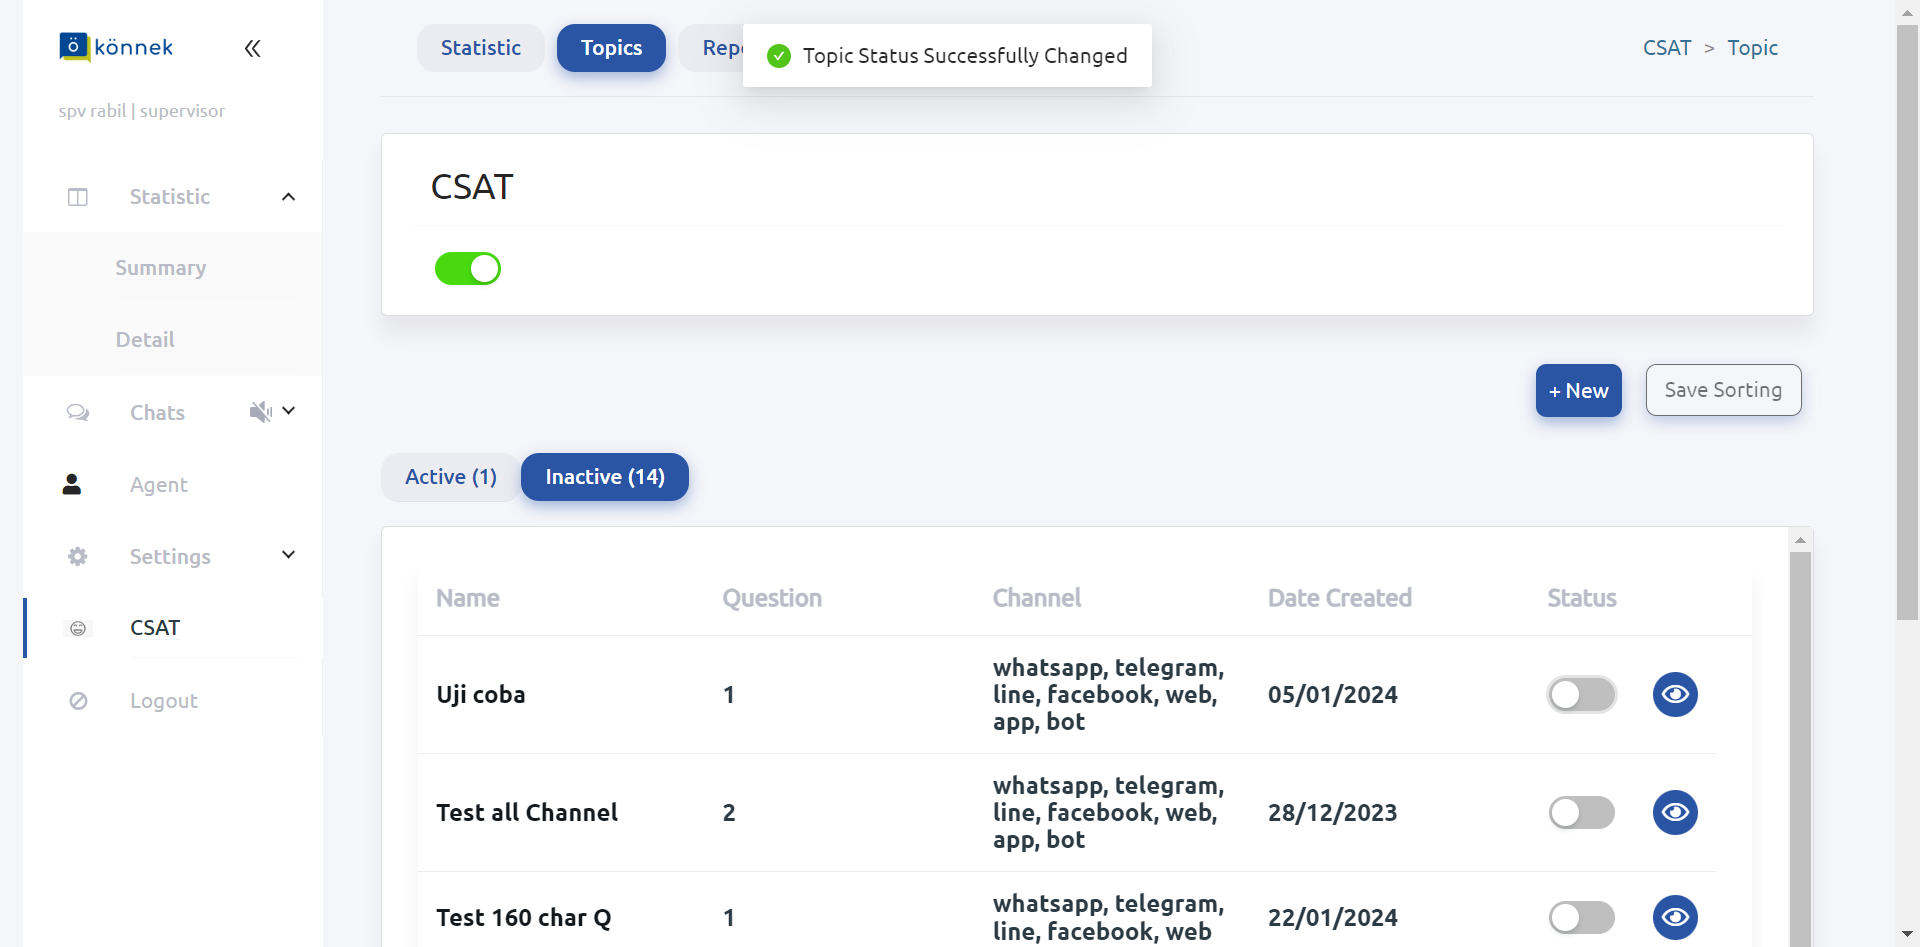 ö könnek
spv rabil | supervisor
Statistic
Summary
Detail
Chats
Agent
Settings
CSAT
Logout
Statistic
Topics
Topic Status Successfully Changed
CSAT > Topic
CSAT
+ New
Save Sorting
Active (1)
Inactive (14)
Name Question Channel Date Created Status
whatsapp, telegram,
Uji coba 1 line, facebook, web, 05/01/2024
app, bot
whatsapp, telegram,
Test all Channel 2 line, facebook, web, 28/12/2023
app, bot
whatsapp, telegram,
Test 160 char Q 1 22/01/2024
line, facebook, web